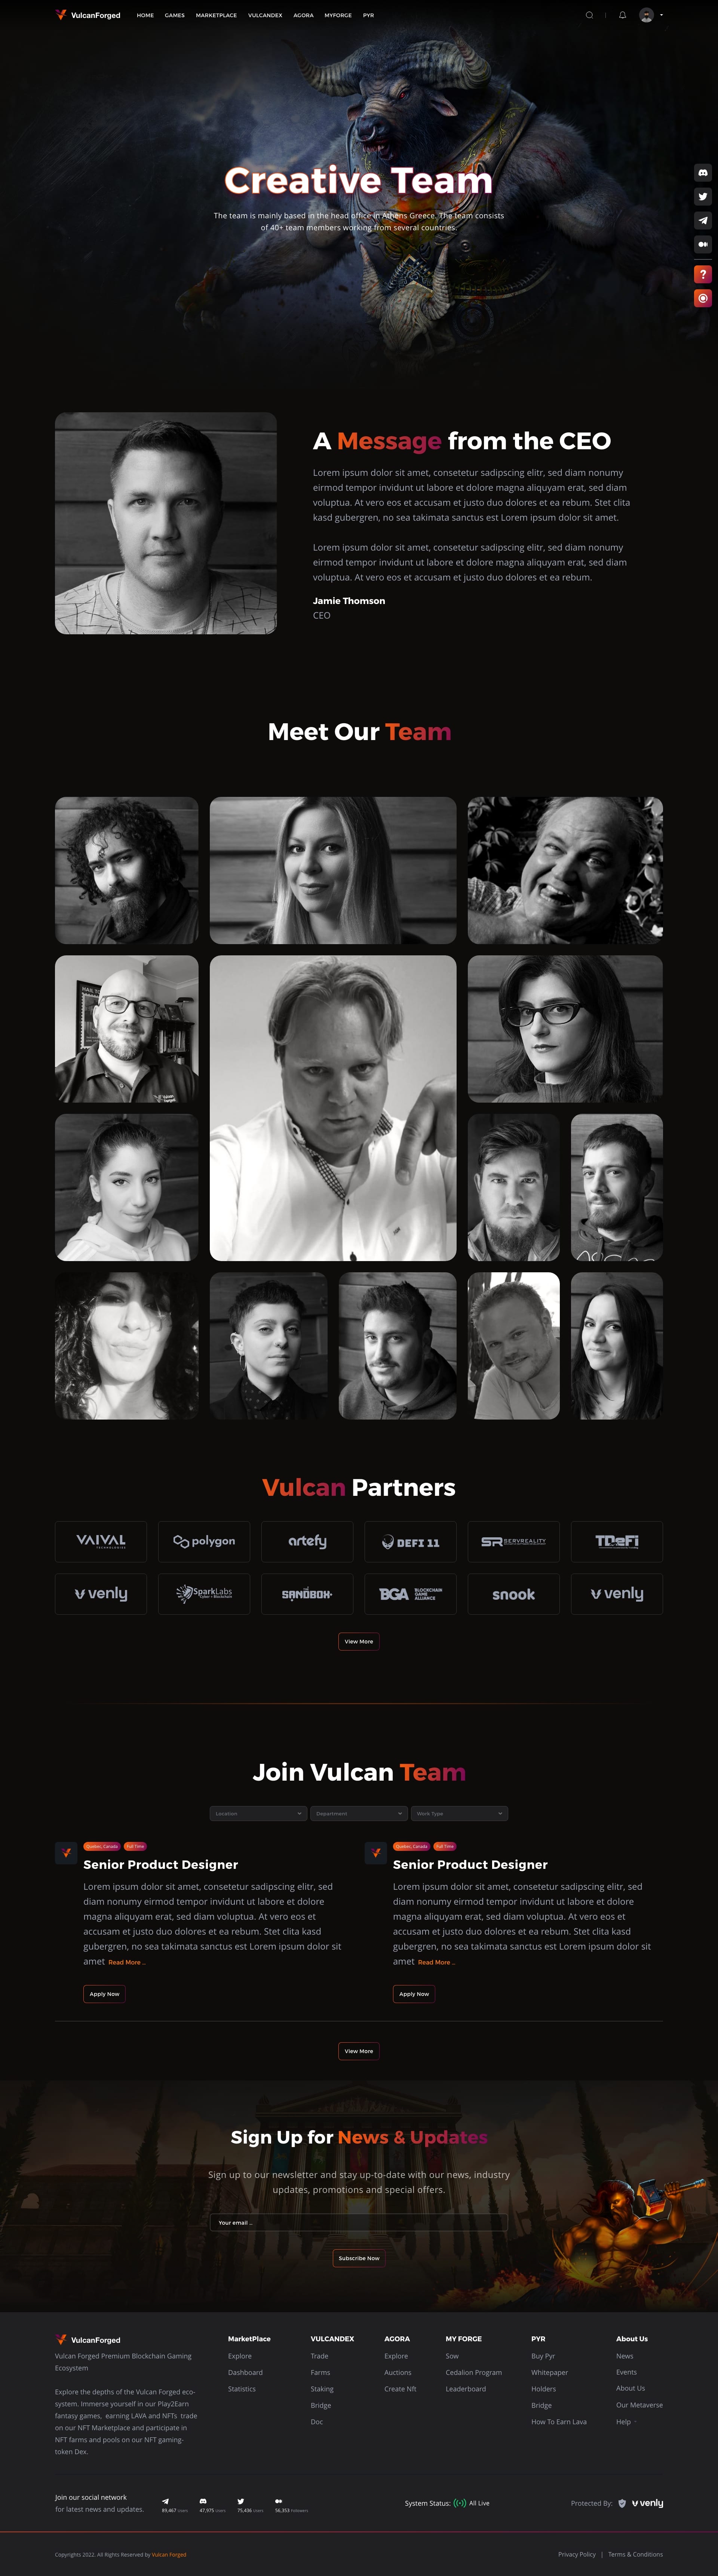 VulcanForged HOME GAMES MARKETPLACE VULCANDEX AGORA MYFORGE PYR
Creative Team
The team is mainly based in the head office in Athens Greece. The team consists
of 40+ team members working from several countries.
A Message from the CEO
Lorem ipsum dolor sit amet, consetetur sadipscing elitr, sed diam nonumy
eirmod tempor invidunt ut labore et dolore magna aliquyam erat, sed diam
voluptua. At vero eos et accusam et justo duo dolores et ea rebum. Stet clita
kasd gubergren, no sea takimata sanctus est Lorem ipsum dolor sit amet.
Lorem ipsum dolor sit amet, consetetur sadipscing elitr, sed diam nonumy
eirmod tempor invidunt ut labore et dolore magna aliquyam erat, sed diam
voluptua. At vero eos et accusam et justo duo dolores et ea rebum.
Jamie Thomson
CEO
Meet Our Team
Vulcan Partners
VAIVAL TECHNOLOGIES polygon artefy DEFI 11 SR SERVREALITY TDeFi
venly SparkLabs Cyber + Blockchain SANDBOX BGA BLOCKCHAIN GAME ALLIANCE snook venly
View More
Join Vulcan Team
Location Department Work Type
Quebec, Canada Full Time
Senior Product Designer
Lorem ipsum dolor sit amet, consetetur sadipscing elitr, sed
diam nonumy eirmod tempor invidunt ut labore et dolore
magna aliquyam erat, sed diam voluptua. At vero eos et
accusam et justo duo dolores et ea rebum. Stet clita kasd
gubergren, no sea takimata sanctus est Lorem ipsum dolor sit
amet Read More ...
Apply Now
Quebec, Canada Full Time
Senior Product Designer
Lorem ipsum dolor sit amet, consetetur sadipscing elitr, sed
diam nonumy eirmod tempor invidunt ut labore et dolore
magna aliquyam erat, sed diam voluptua. At vero eos et
accusam et justo duo dolores et ea rebum. Stet clita kasd
gubergren, no sea takimata sanctus est Lorem ipsum dolor sit
amet Read More ...
Apply Now
View More
Sign Up for News & Updates
Sign up to our newsletter and stay up-to-date with our news, industry
updates, promotions and special offers.
Your email ...
Subscribe Now
VulcanForged
Vulcan Forged Premium Blockchain Gaming
Ecosystem
Explore the depths of the Vulcan Forged eco-
system. Immerse yourself in our Play2Earn
fantasy games, earning LAVA and NFTs trade
on our NFT Marketplace and participate in
NFT farms and pools on our NFT gaming-
token Dex.
MarketPlace
Explore
Dashboard
Statistics
VULCANDEX
Trade
Farms
Staking
Bridge
Doc
AGORA
Explore
Auctions
Create Nft
MY FORGE
Sow
Cedalion Program
Leaderboard
PYR
Buy Pyr
Whitepaper
Holders
Bridge
How To Earn Lava
About Us
News
Events
About Us
Our Metaverse
Help
Join our social network
for latest news and updates.
89,467 Users 47,975 Users 75,436 Users 56,353 Followers
System Status: All Live
Protected By: venly
Copyrights 2022. All Rights Reserved by Vulcan Forged
Privacy Policy | Terms & Conditions